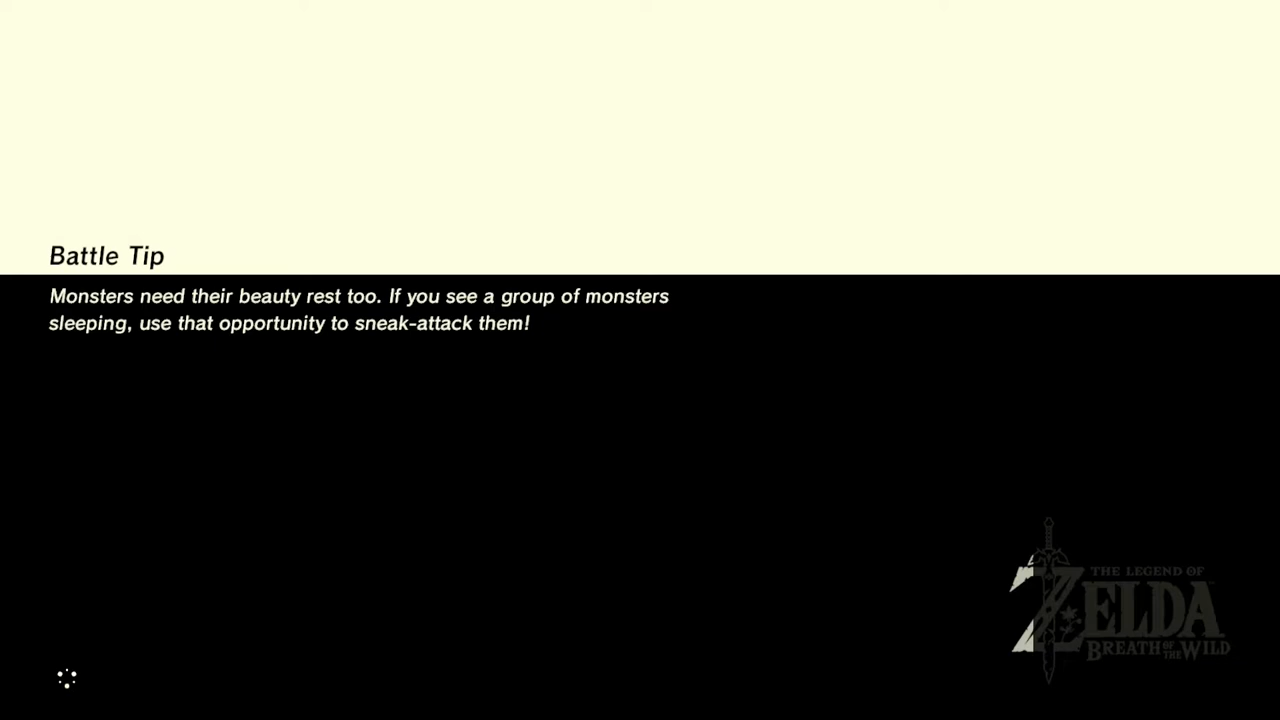 Battle Tip
Monsters need their beauty rest too. If you see a group of monsters
sleeping, use that opportunity to sneak-attack them!
THE LEGEND OF
ZELDA
BREATH OF THE WILD